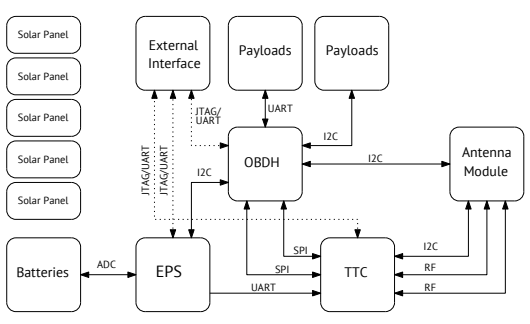 Solar Panel
Solar Panel
Solar Panel
Solar Panel
Solar Panel
External
Interface
Payloads
Payloads
JTAG/
UART
UART
I2C
JTAG/UART
JTAG/UART
I2C
OBDH
I2C
Antenna
Module
SPI
SPI
Batteries
ADC
EPS
UART
TTC
I2C
RF
RF